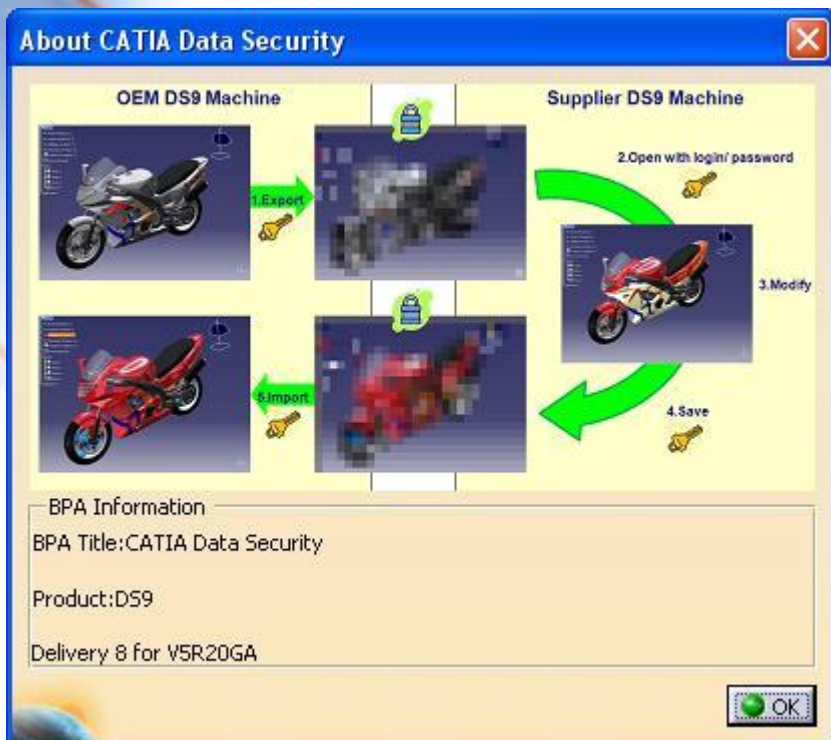 About CATIA Data Security
OEM DS9 Machine
Supplier DS9 Machine
1.Export
2.Open with login/ password
3.Modify
4.Save
5.Import
BPA Information
BPA Title:CATIA Data Security
Product:DS9
Delivery 8 for V5R20GA
OK